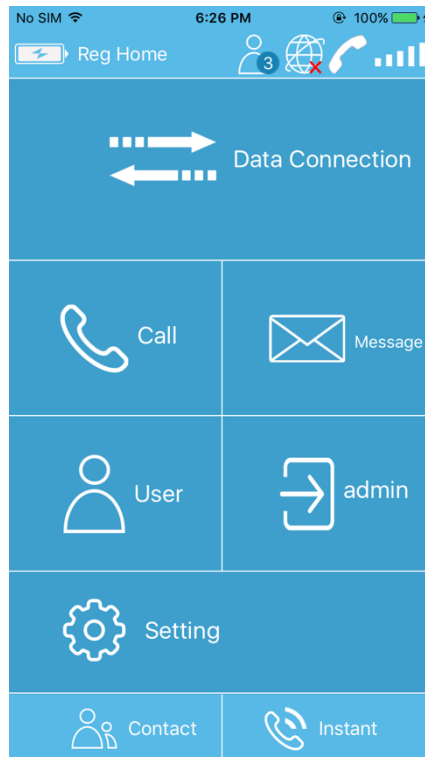 No SIM 6:26 PM 100%
Reg Home 3
Data Connection
Call
Message
User
admin
Setting
Contact
Instant